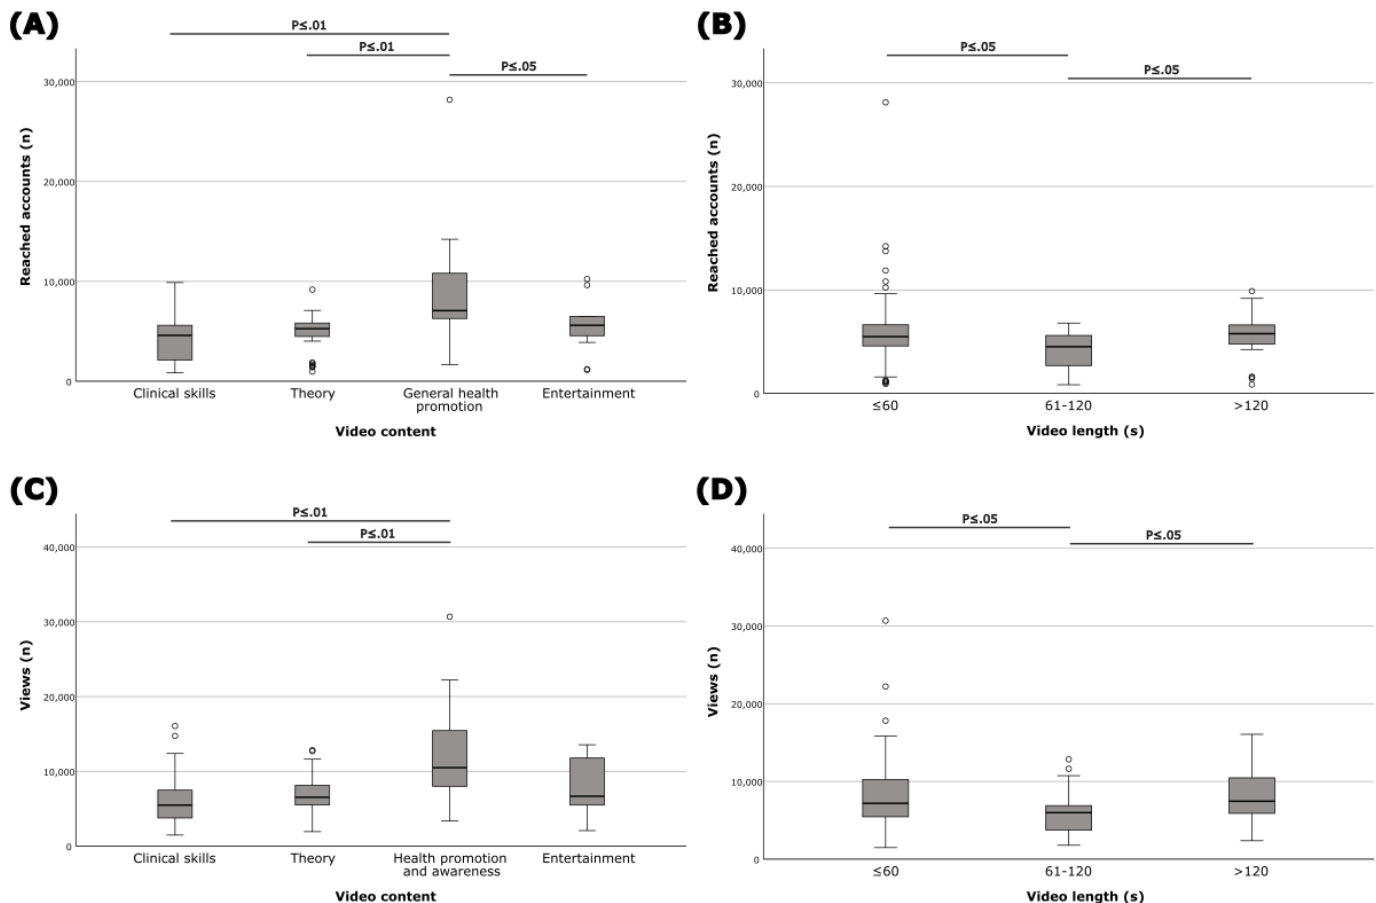 (A)
P≤.01
P≤.01
P≤.05
Reached accounts (n)
30,000
20,000
10,000
0
Clinical skills
Theory
General health
promotion
Entertainment
Video content
(B)
P≤.05
P≤.05
Reached accounts (n)
30,000
20,000
10,000
0
≤60
61-120
>120
Video length (s)
(C)
P≤.01
P≤.01
Views (n)
40,000
30,000
20,000
10,000
0
Clinical skills
Theory
Health promotion
and awareness
Entertainment
Video content
(D)
P≤.05
P≤.05
Views (n)
40,000
30,000
20,000
10,000
0
≤60
61-120
>120
Video length (s)